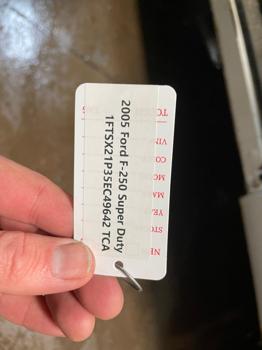 2005 Ford F-250 Super Duty
1FTSX21P35EC49642 TCA